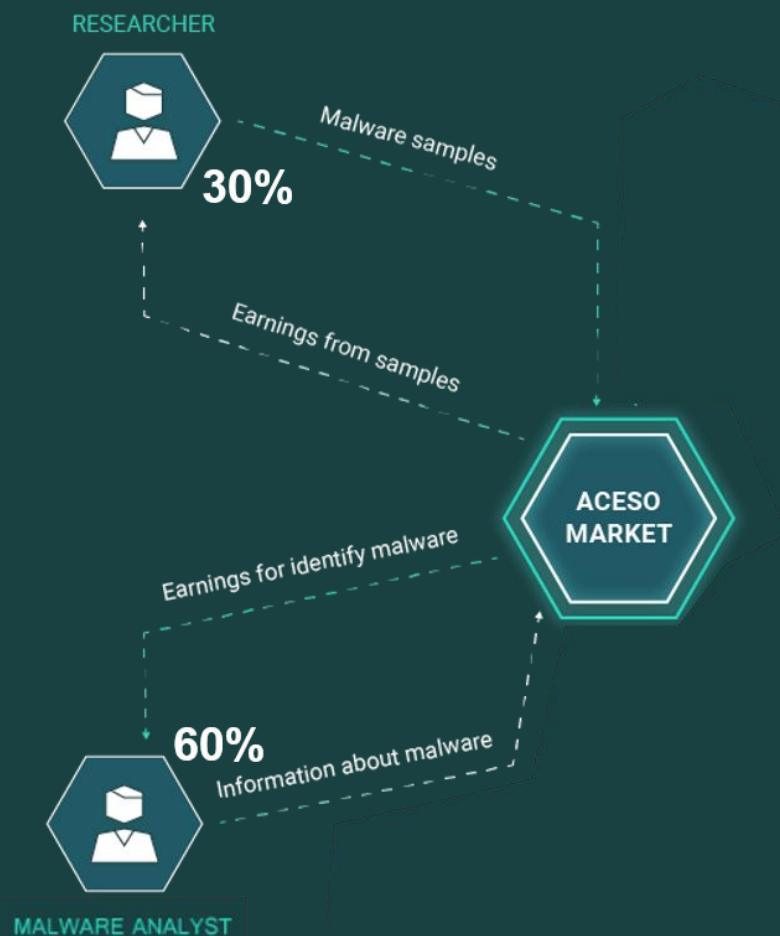 RESEARCHER
Malware samples
30%
Earnings from samples
ACESO
MARKET
Earnings for identify malware
60%
Information about malware
MALWARE ANALYST